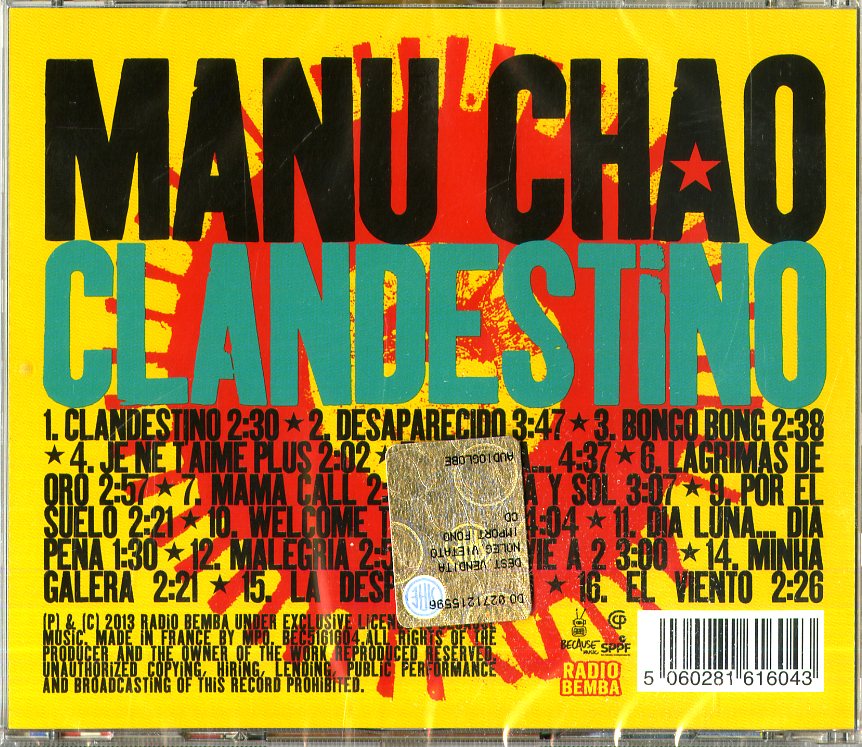 MANU CHAO
CLANDESTINO
1. CLANDESTINO 2:30 ★ 2. DESAPARECIDO 3:47 ★ 3. BONGO BONG 2:38
★ 4. JE NE T'AIME PLUS 2:02 ... 4:37 ★ 6. LAGRIMAS DE
ORO 2:57 ★ 7. MAMA CALL Y SOL 3:07 ★ 9. POR EL
SUELO 2:21 ★ 10. WELCOME 4:04 ★ 11. DIA LUNA... DIA
PENA 1:30 ★ 12. MALEGRIA 2 3:00 ★ 14. MINHA
GALERA 2:21 ★ 15. LA ★ 16. EL VIENTO 2:26
AUDIOGLOBE
CD
IMPORT FONO
NOLEG VIETATO
DEST VENDITA
DO 0271215596
(P) & (C) 2013 RADIO BEMBA UNDER EXCLUSIVE
MUSIC. MADE IN FRANCE BY MPO. BEC5161604.ALL RIGHTS OF THE
PRODUCER AND THE OWNER OF THE WORK REPRODUCED RESERVED.
UNAUTHORIZED COPYING, HIRING, LENDING, PUBLIC PERFORMANCE
AND BROADCASTING OF THIS RECORD PROHIBITED.
BECAUSE MUSIC
SPPF
RADIO
BEMBA
5 060281 616043